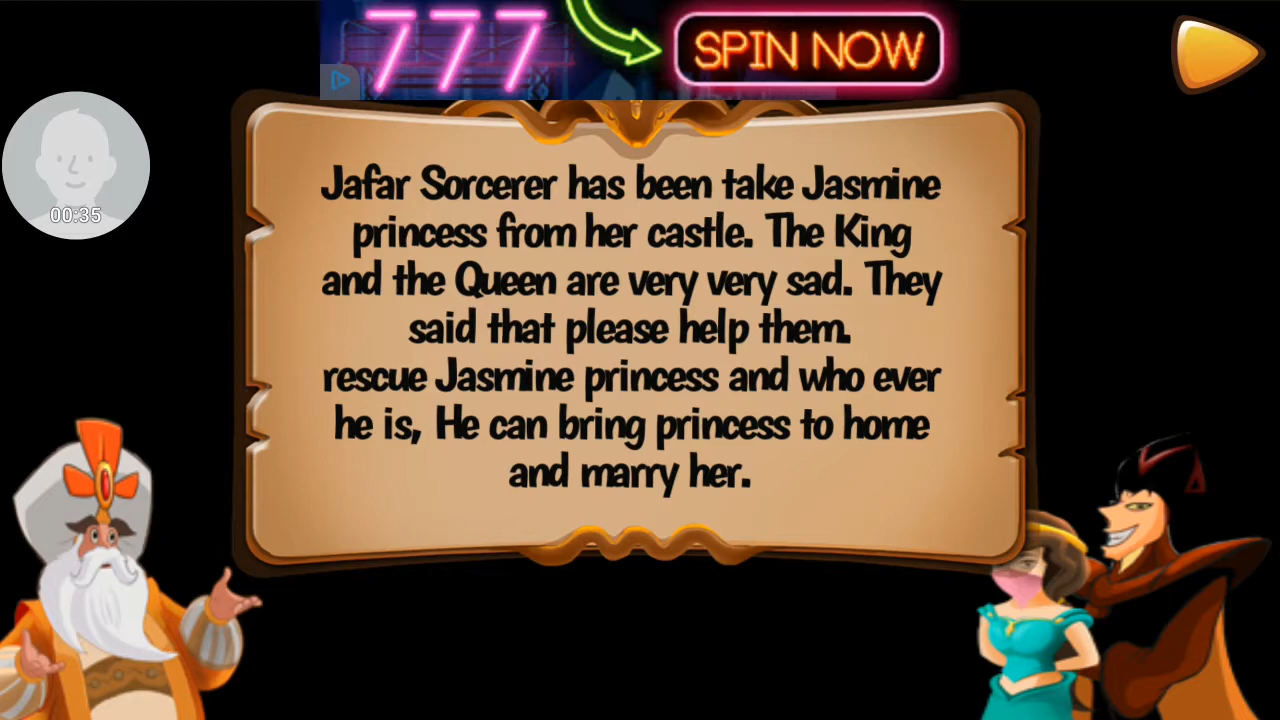 777
SPIN NOW
00:35
Jafar Sorcerer has been take Jasmine
princess from her castle. The King
and the Queen are very very sad. They
said that please help them.
rescue Jasmine princess and who ever
he is, He can bring princess to home
and marry her.